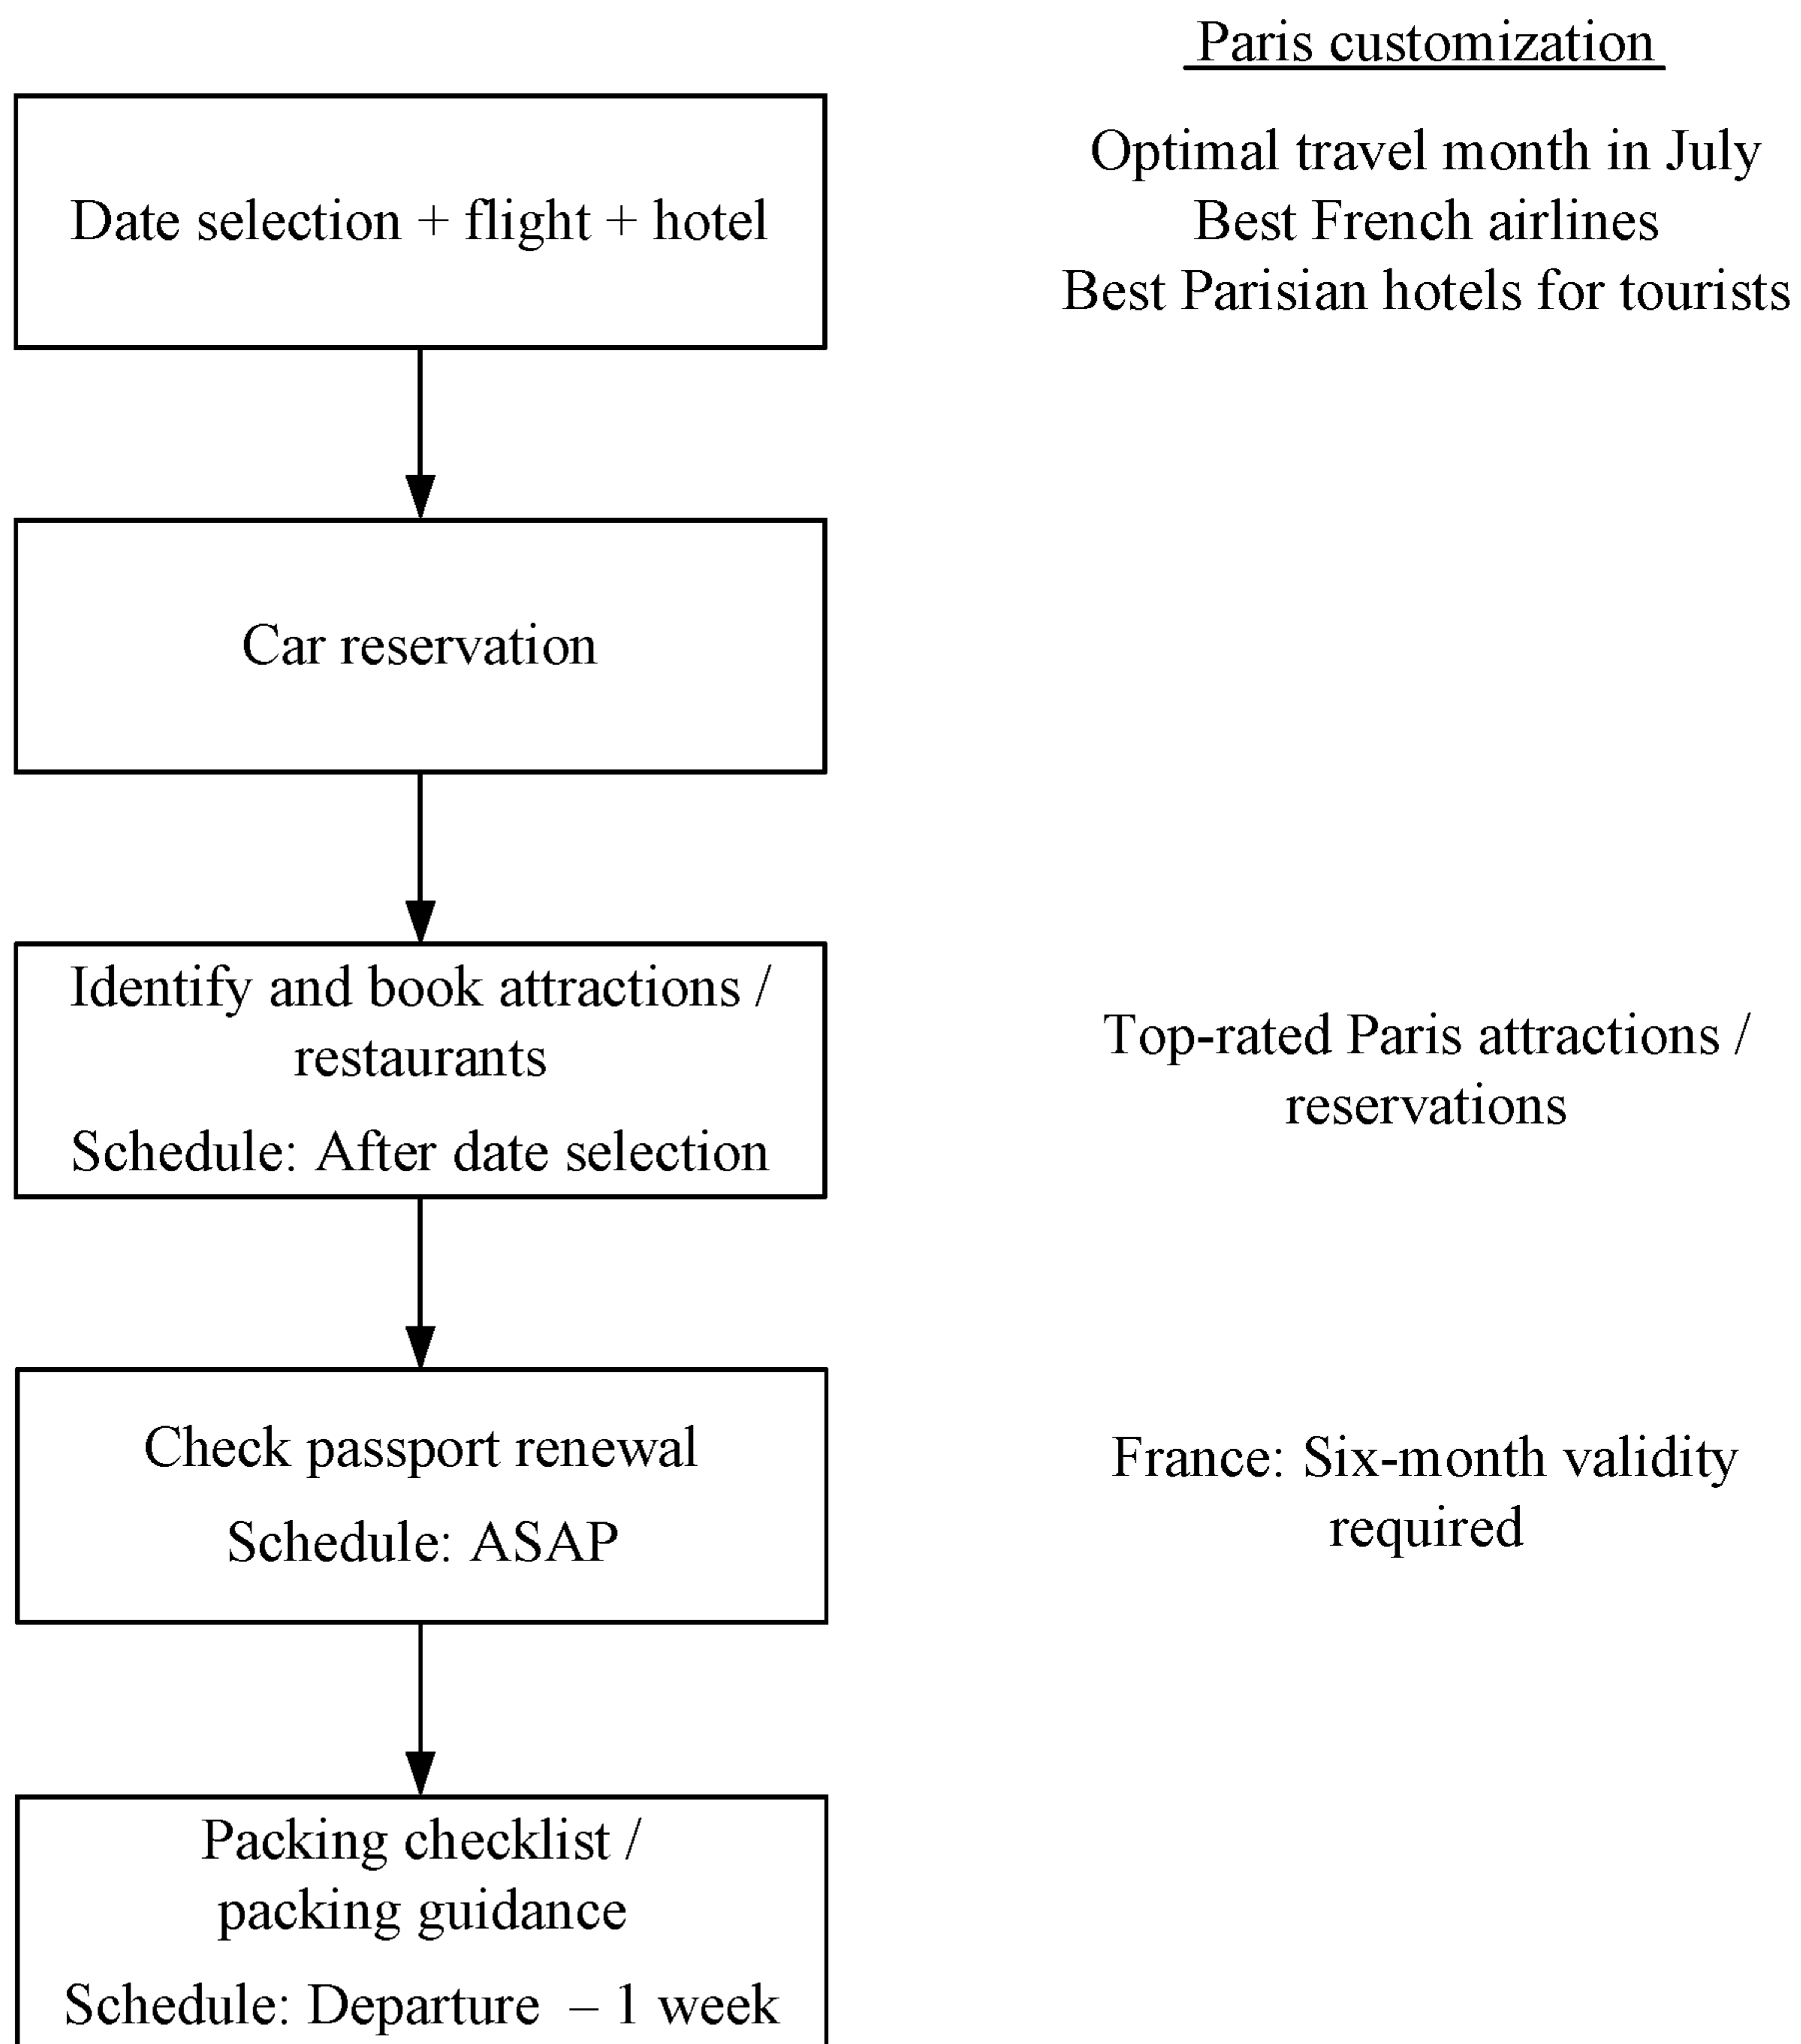 Paris customization
Date selection + flight + hotel
Optimal travel month in July
Best French airlines
Best Parisian hotels for tourists
Car reservation
Identify and book attractions /
restaurants
Schedule: After date selection
Top-rated Paris attractions /
reservations
Check passport renewal
Schedule: ASAP
France: Six-month validity
required
Packing checklist /
packing guidance
Schedule: Departure – 1 week